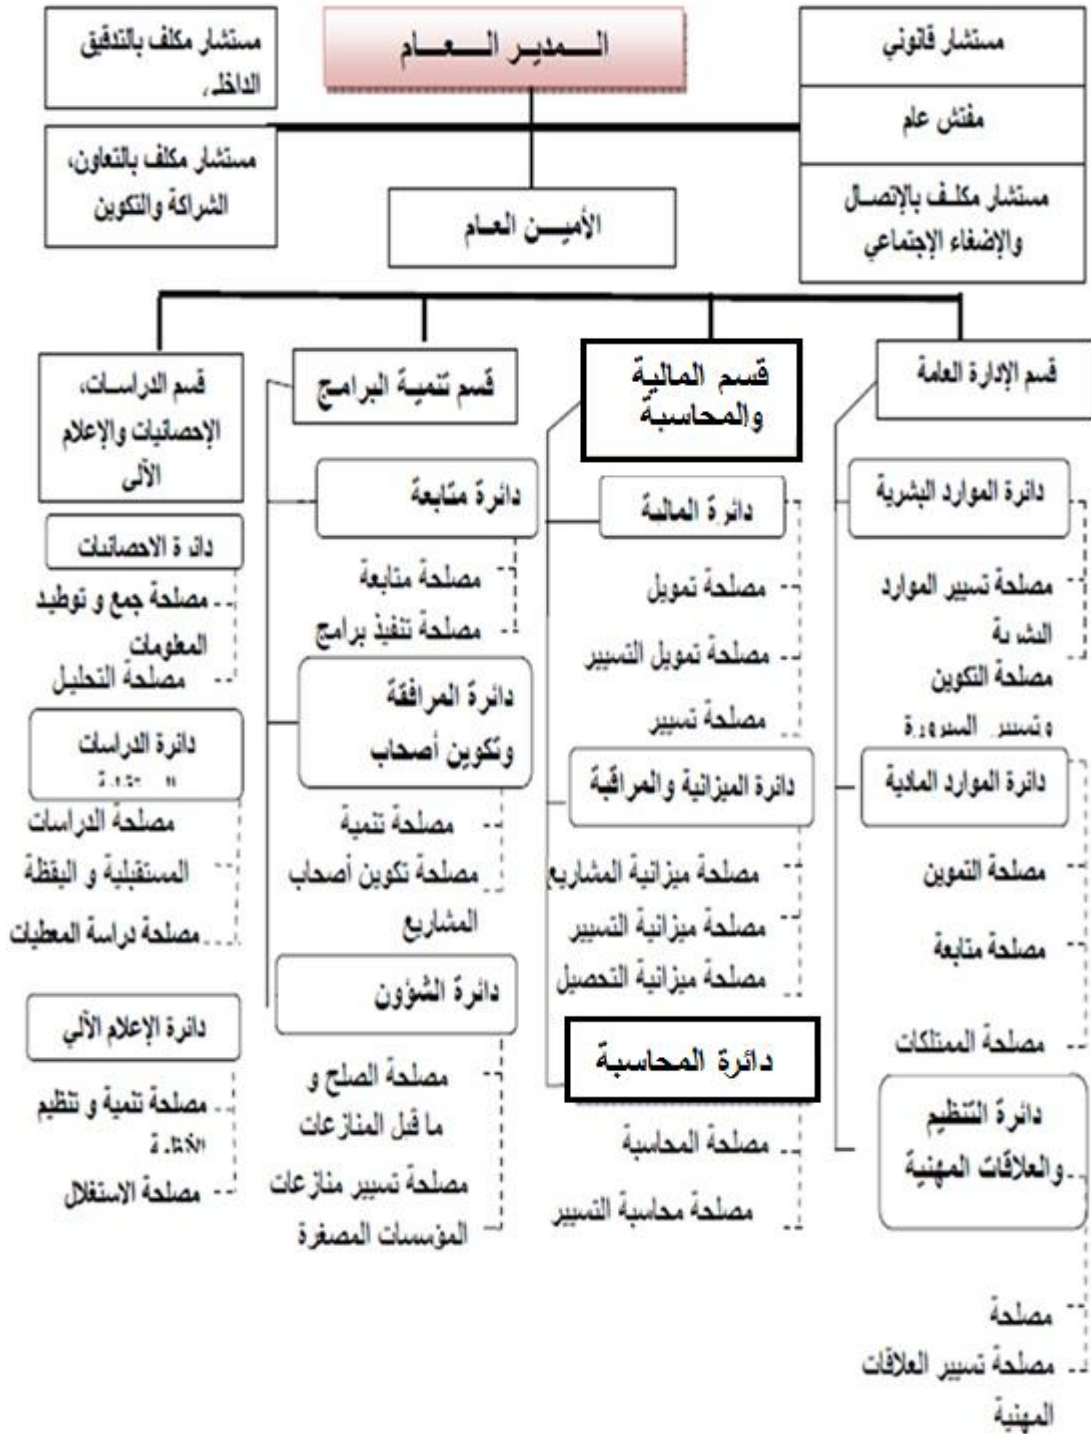 المدير العام
مستشار قانوني
مفتش عام
مستشار مكلف بالإتصال
والإضغاء الإجتماعي
مستشار مكلف بالتدقيق
الداخلي
مستشار مكلف بالتعاون،
الشراكة والتكوين
الأمين العام
قسم الإدارة العامة
دائرة الموارد البشرية
مصلحة تسيير الموارد
البشرية
مصلحة التكوين
وتسيير السيرورة
دائرة الموارد المادية
مصلحة التموين
مصلحة متابعة
مصلحة الممتلكات
دائرة التنظيم
والعلاقات المهنية
مصلحة
مصلحة تسيير العلاقات
المهنية
قسم المالية
والمحاسبة
دائرة المالية
مصلحة تمويل
مصلحة تمويل التسيير
مصلحة تسيير
دائرة الميزانية والمراقبة
مصلحة ميزانية المشاريع
مصلحة ميزانية التسيير
مصلحة ميزانية التحصيل
دائرة المحاسبة
مصلحة المحاسبة
مصلحة محاسبة التسيير
قسم تنمية البرامج
دائرة متابعة
مصلحة متابعة
مصلحة تنفيذ برامج
دائرة المرافقة
وتكوين أصحاب
مصلحة تنمية
مصلحة تكوين أصحاب
المشاريع
دائرة الشؤون
مصلحة الصلح و
ما قبل المنازعات
مصلحة تسيير منازعات
المؤسسات المصغرة
قسم الدراسات،
الإحصائيات والإعلام
الآلي
دائرة الاحصائيات
مصلحة جمع و توطيد
المعلومات
مصلحة التحليل
دائرة الدراسات
مصلحة الدراسات
المستقبلية و اليقظة
مصلحة دراسة المعطيات
دائرة الإعلام الآلي
مصلحة تنمية و تنظيم
مصلحة الاستغلال